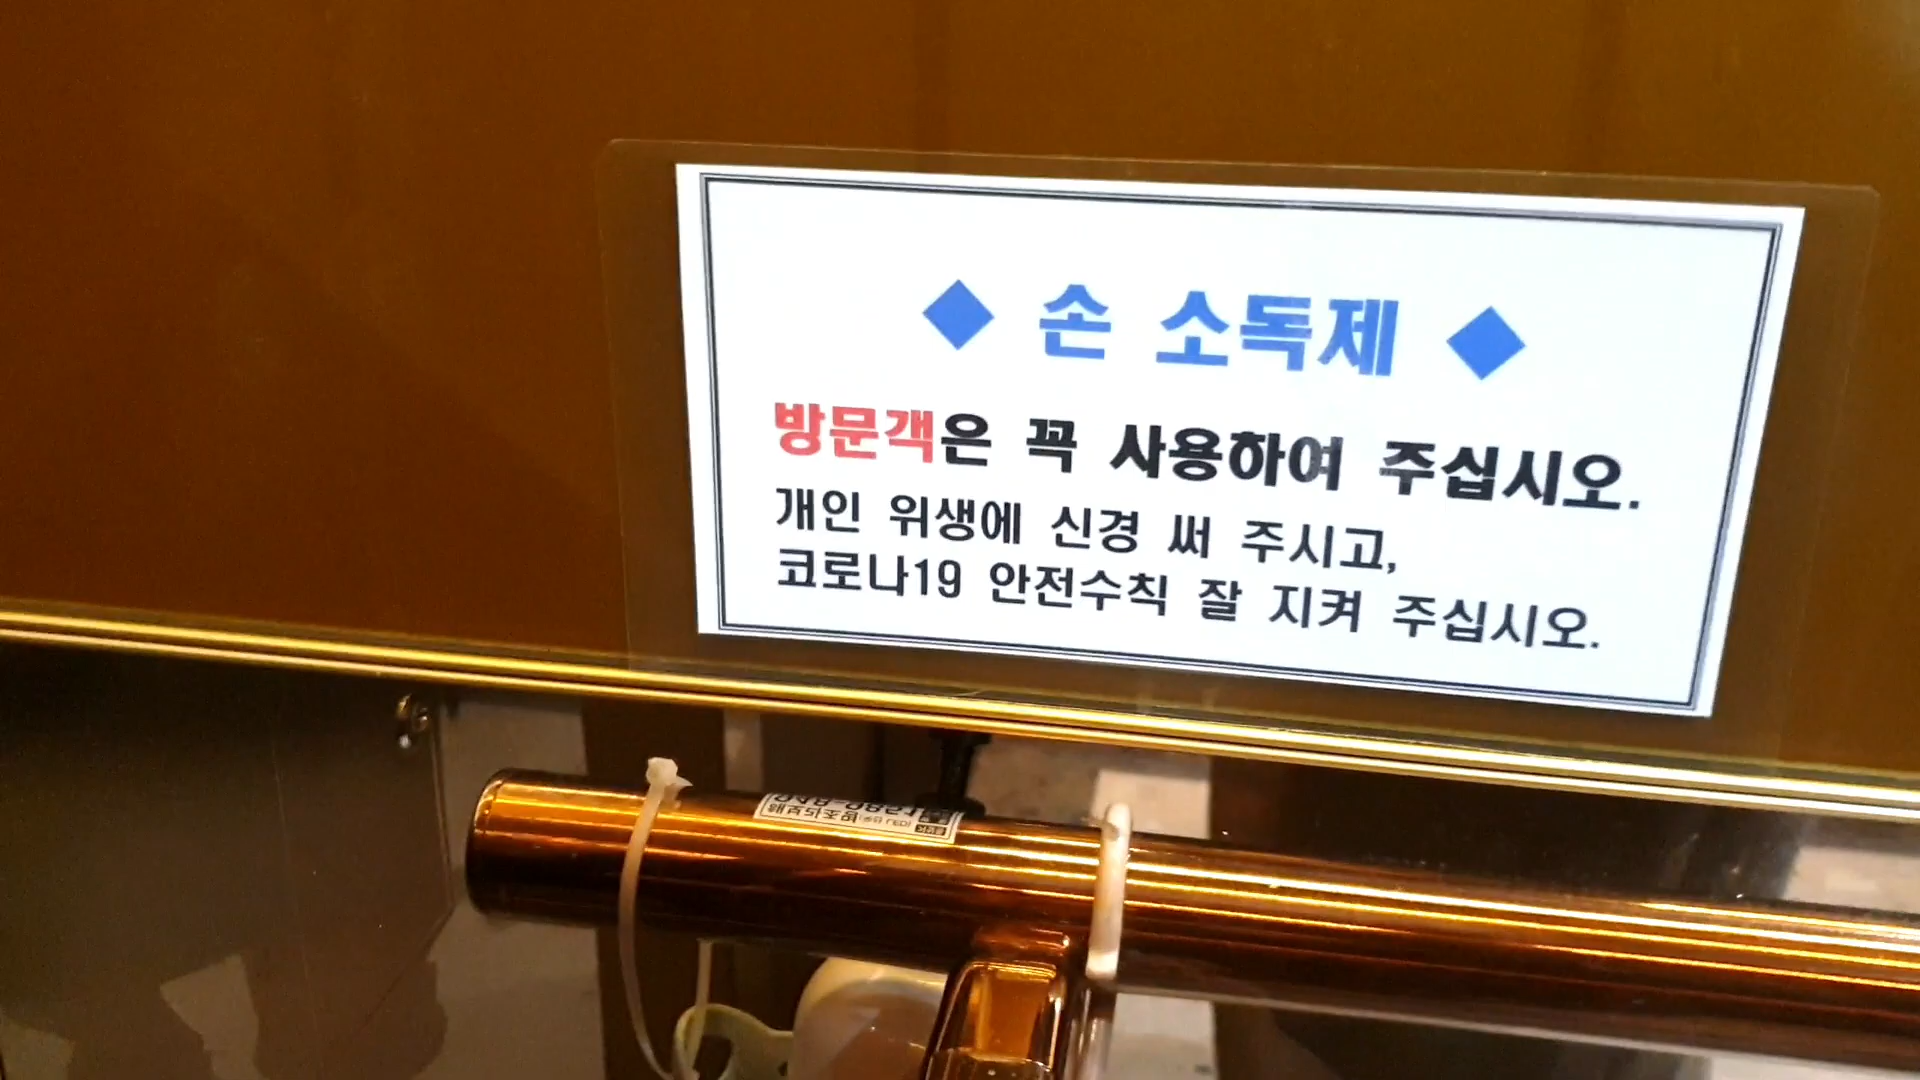 ◆ 손 소독제 ◆
방문객은 꼭 사용하여 주십시오.
개인 위생에 신경 써 주시고,
코로나19 안전수칙 잘 지켜 주십시오.